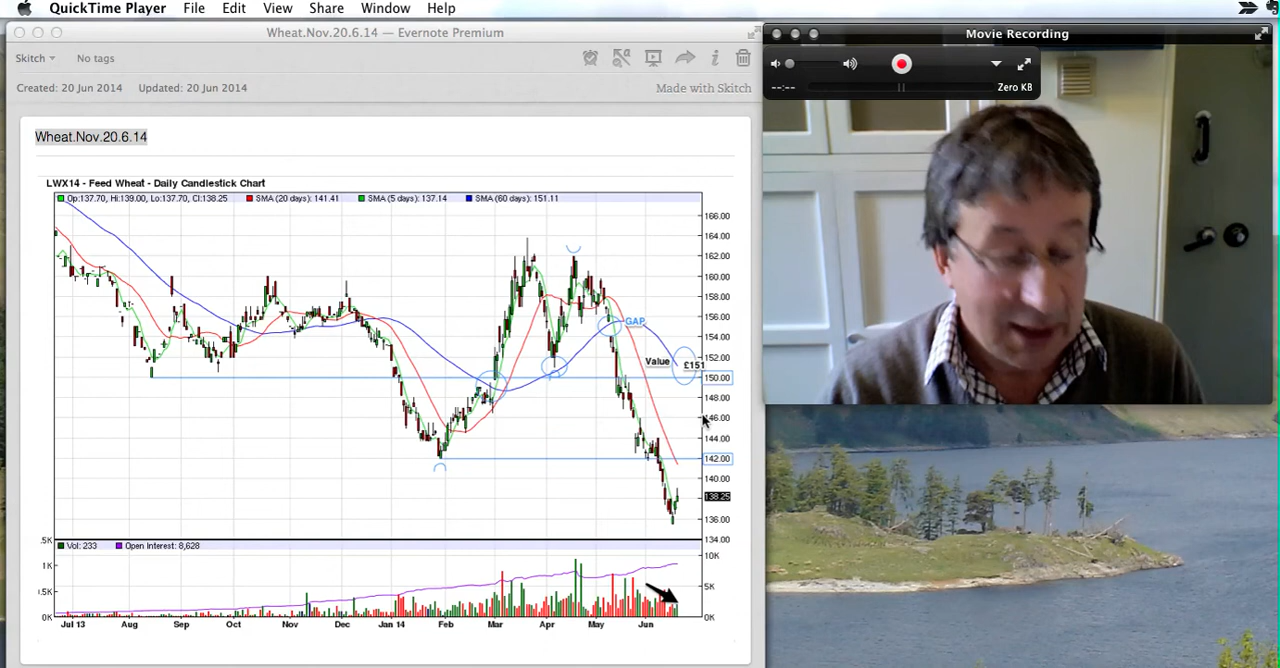 QuickTime Player File Edit View Share Window Help
Wheat.Nov.20.6.14 — Evernote Premium
Movie Recording
Skitch No tags
--:-- Zero KB
Created: 20 Jun 2014 Updated: 20 Jun 2014 Made with Skitch
Wheat.Nov.20.6.14
LWX14 - Feed Wheat - Daily Candlestick Chart
Op:137.70, Hi:139.00, Lo:137.70, Cl:138.25 SMA (20 days): 141.41 SMA (5 days): 137.14 SMA (60 days): 151.11
166.00
164.00
162.00
160.00
158.00
156.00
GAP
154.00
152.00
Value £151
150.00
148.00
146.00
144.00
142.00
140.00
138.25
136.00
134.00
.5K Vol: 233 Open Interest: 8,628
10K
1K
5K
.5K
0K 0K
Jul 13 Aug Sep Oct Nov Dec Jan 14 Feb Mar Apr May Jun